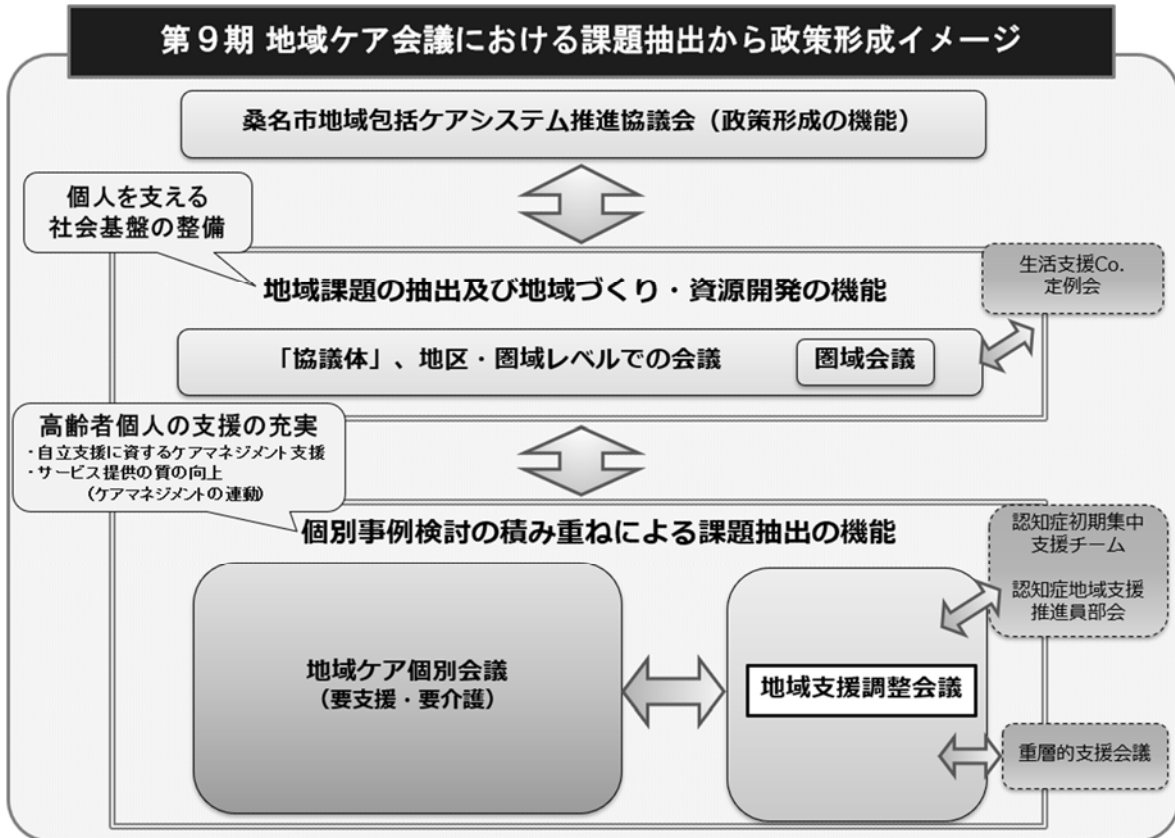 第９期 地域ケア会議における課題抽出から政策形成イメージ
桑名市地域包括ケアシステム推進協議会（政策形成の機能）
個人を支える
社会基盤の整備
地域課題の抽出及び地域づくり・資源開発の機能
生活支援Co.
定例会
「協議体」、地区・圏域レベルでの会議
圏域会議
高齢者個人の支援の充実
・自立支援に資するケアマネジメント支援
・サービス提供の質の向上
（ケアマネジメントの連動）
個別事例検討の積み重ねによる課題抽出の機能
認知症初期集中
支援チーム
認知症地域支援
推進員部会
地域ケア個別会議
（要支援・要介護）
地域支援調整会議
重層的支援会議